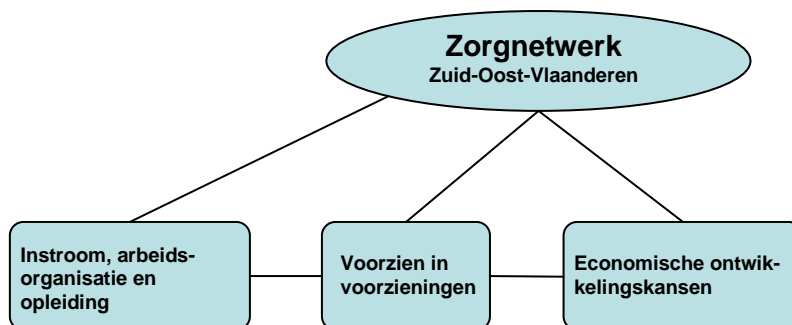 Zorgnetwerk
Zuid-Oost-Vlaanderen
Instroom, arbeids-
organisatie en
opleiding
Voorzien in
voorzieningen
Economische ontwik-
kelingskansen